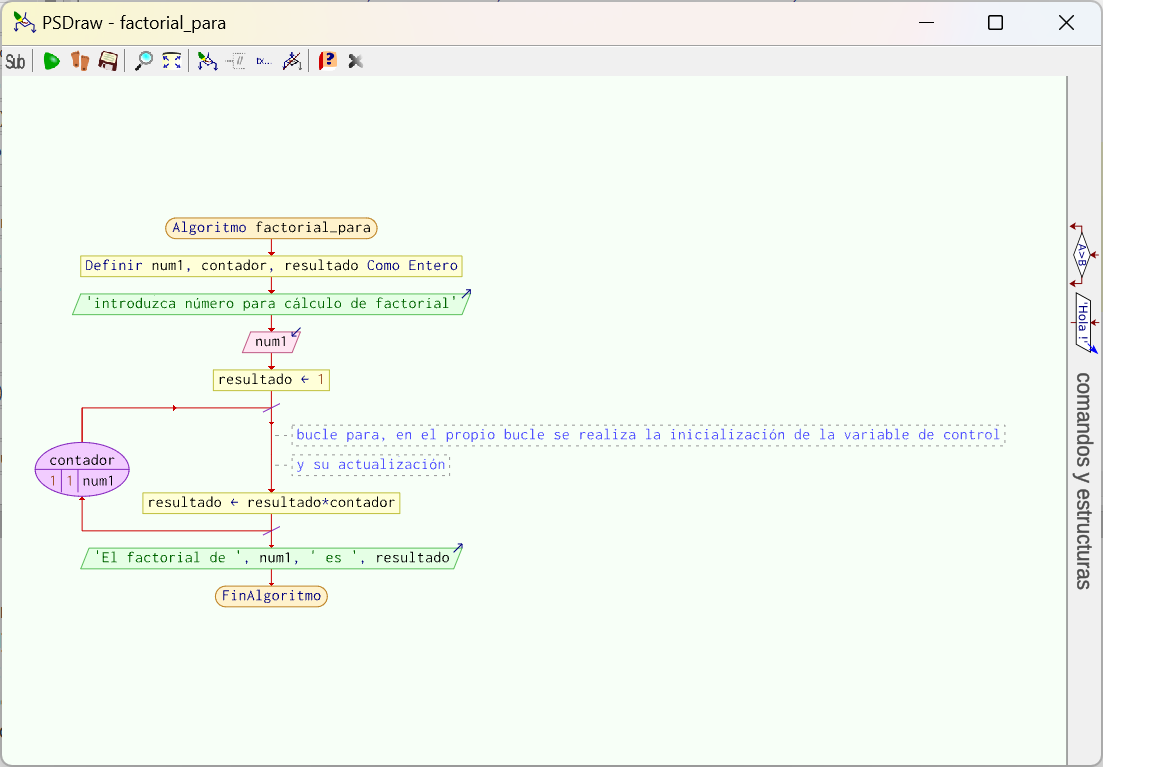 PSDraw - factorial_para
Sub
tx...
Algoritmo factorial_para
Definir num1, contador, resultado Como Entero
'introduzca número para cálculo de factorial'
num1
resultado ← 1
bucle para, en el propio bucle se realiza la inicialización de la variable de control
y su actualización
contador
1 1 num1
resultado ← resultado*contador
'El factorial de ', num1, ' es ', resultado
FinAlgoritmo
A>B
'Hola !'
comandos y estructuras